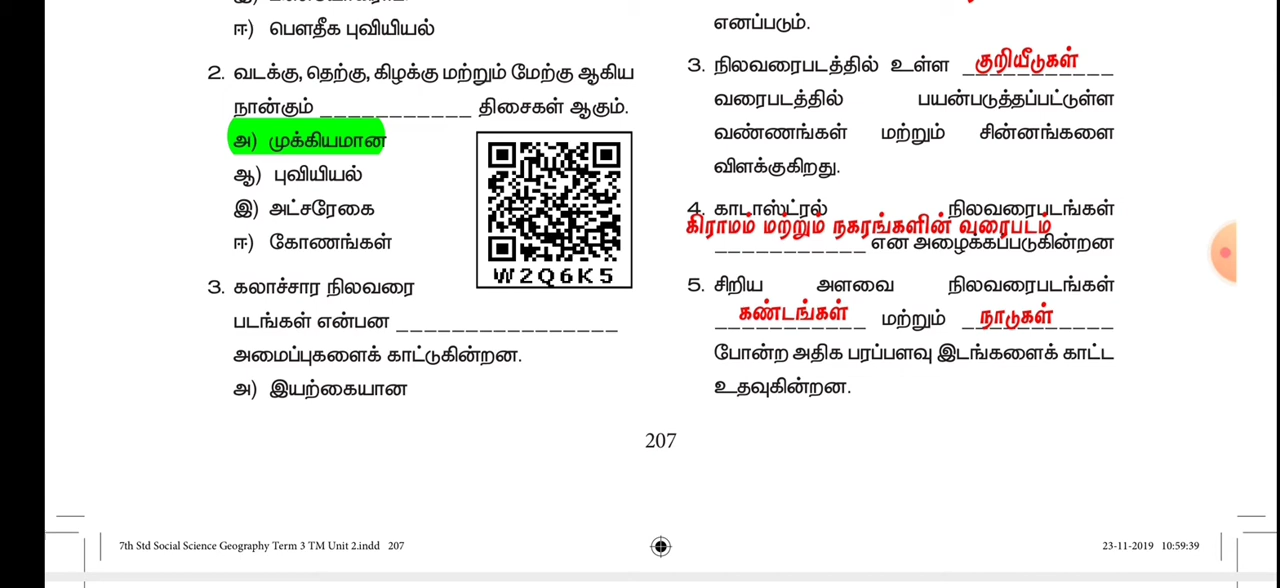 ஈ) பௌதீக புவியியல்
2. வடக்கு, தெற்கு, கிழக்கு மற்றும் மேற்கு ஆகிய
நான்கும் ___________ திசைகள் ஆகும்.
அ) முக்கியமான
ஆ) புவியியல்
இ) அட்சரேகை
ஈ) கோணங்கள்
W2Q6K5
3. கலாச்சார நிலவரை
படங்கள் என்பன ________________
அமைப்புகளைக் காட்டுகின்றன.
அ) இயற்கையான
எனப்படும்.
3. நிலவரைபடத்தில் உள்ள குறியீடுகள்
வரைபடத்தில் பயன்படுத்தப்பட்டுள்ள
வண்ணங்கள் மற்றும் சின்னங்களை
விளக்குகிறது.
4. காடாஸ்ட்ரல் நிலவரைபடங்கள்
கிராமம் மற்றும் நகரங்களின் வுரைபடம்
___________ என அழைக்கப்படுகின்றன
5. சிறிய அளவை நிலவரைபடங்கள்
கண்டங்கள் மற்றும் நாடுகள்
போன்ற அதிக பரப்பளவு இடங்களைக் காட்ட
உதவுகின்றன.
207
7th Std Social Science Geography Term 3 TM Unit 2.indd 207
23-11-2019 10:59:39